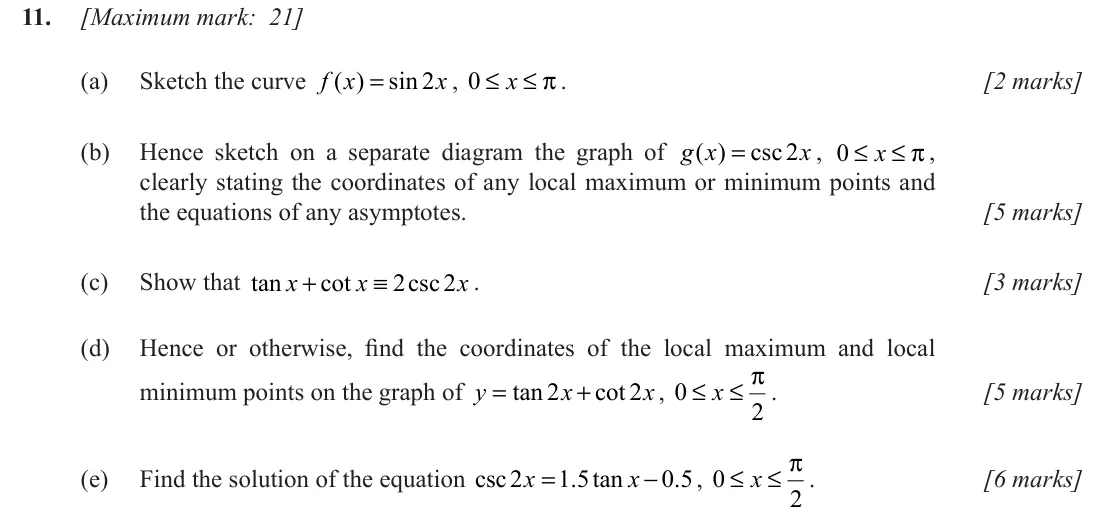 11. [Maximum mark: 21]
(a) Sketch the curve f(x) = sin 2x, 0 ≤ x ≤ π. [2 marks]
(b) Hence sketch on a separate diagram the graph of g(x) = csc 2x, 0 ≤ x ≤ π,
clearly stating the coordinates of any local maximum or minimum points and
the equations of any asymptotes. [5 marks]
(c) Show that tan x + cot x ≡ 2 csc 2x. [3 marks]
(d) Hence or otherwise, find the coordinates of the local maximum and local
minimum points on the graph of y = tan 2x + cot 2x, 0 ≤ x ≤ π/2. [5 marks]
(e) Find the solution of the equation csc 2x = 1.5 tan x − 0.5, 0 ≤ x ≤ π/2. [6 marks]